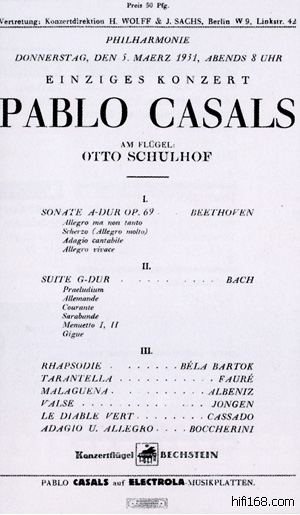 Preis 50 Pfg.
Vertretung: Konzertdirektion H. WOLFF & J. SACHS, Berlin W 9, Linkstr. 42
PHILHARMONIE
DONNERSTAG, DEN 5. MAERZ 1931, ABENDS 8 UHR
EINZIGES KONZERT
PABLO CASALS
AM FLÜGEL:
OTTO SCHULHOF
I.
SONATE A-DUR OP. 69 . . BEETHOVEN
Allegro ma non tanto
Scherzo (Allegro molto)
Adagio cantabile
Allegro vivace
II.
SUITE G-DUR . . . . . BACH
Praeludium
Allemande
Courante
Sarabande
Menuetto I, II
Gigue
III.
RHAPSODIE . . . . . . BÉLA BARTOK
TARANTELLA . . . . . . FAURÉ
MALAGUENA . . . . . . ALBENIZ
VALSE . . . . . . JONGEN
LE DIABLE VERT . . . . . CASSADO
ADAGIO U. ALLEGRO . . . BOCCHERINI
Konzertflügel BECHSTEIN
PABLO CASALS auf ELECTROLA-MUSIKPLATTEN.
hifi168.com